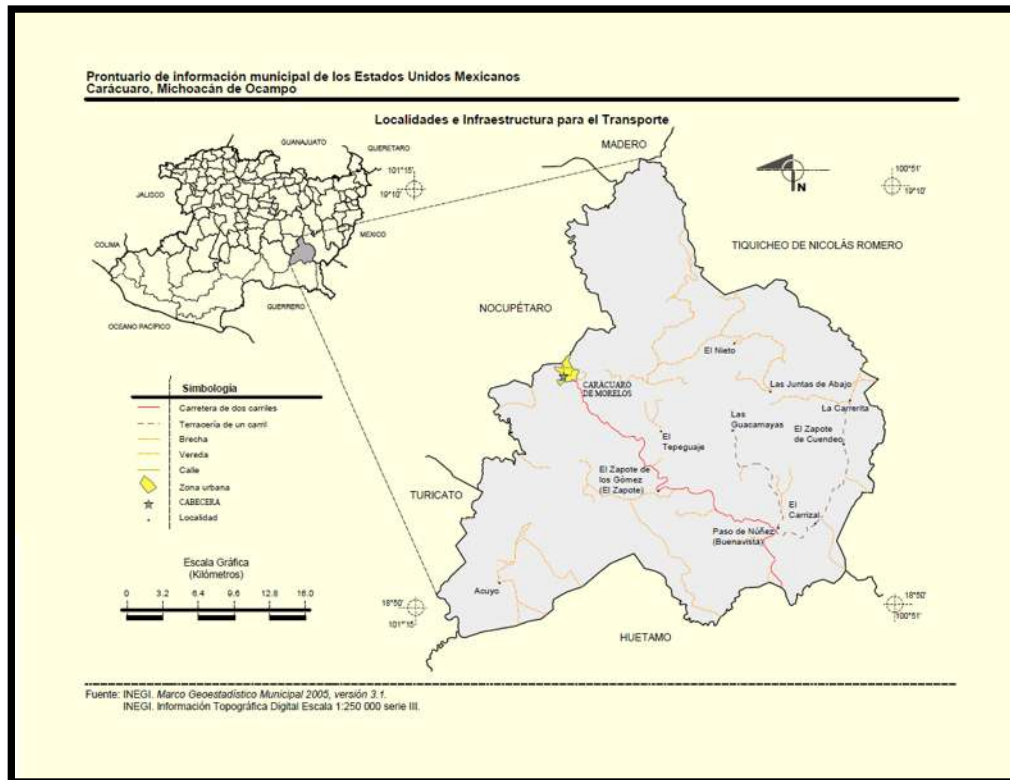 Prontuario de información municipal de los Estados Unidos Mexicanos
Carácuaro, Michoacán de Ocampo
Localidades e Infraestructura para el Transporte
GUANAJUATO
QUERETARO
JALISCO
COLIMA
MEXICO
GUERRERO
OCEANO PACÍFICO
101°15'
19°10'
MADERO
N
100°51'
19°10'
TIQUICHEO DE NICOLÁS ROMERO
NOCUPÉTARO
El Nieto
CARÁCUARO
DE MORELOS
Las Juntas de Abajo
La Carrerita
Las
Guacamayas
El Zapote
de Cuendeo
El
Tepeguaje
El Zapote de
los Gómez
(El Zapote)
El
Carrizal
Paso de Núñez
(Buenavista)
TURICATO
Acuyo
HUETAMO
18°50'
101°15'
18°50'
100°51'
Simbología
Carretera de dos carriles
Terracería de un carril
Brecha
Vereda
Calle
Zona urbana
CABECERA
Localidad
Escala Gráfica
(Kilómetros)
0 3.2 6.4 9.6 12.8 16.0
Fuente: INEGI. Marco Geoestadístico Municipal 2005, versión 3.1.
INEGI. Información Topográfica Digital Escala 1:250 000 serie III.